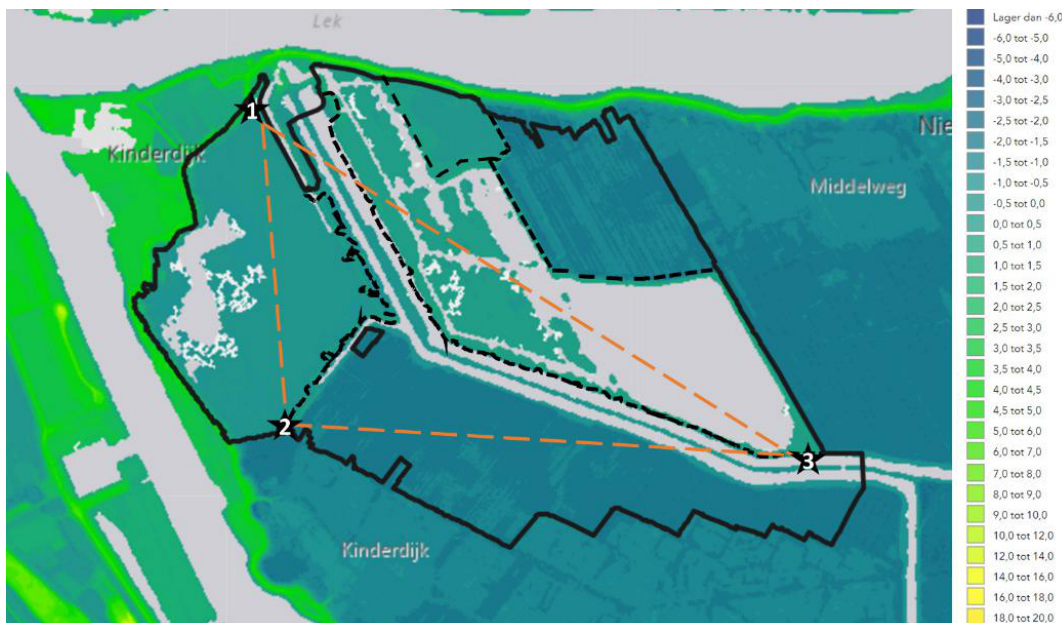 Lek
1
Kinderdijk
Nie
Middelweg
2
3
Kinderdijk
Lager dan -6,0
-6,0 tot -5,0
-5,0 tot -4,0
-4,0 tot -3,0
-3,0 tot -2,5
-2,5 tot -2,0
-2,0 tot -1,5
-1,5 tot -1,0
-1,0 tot -0,5
-0,5 tot 0,0
0,0 tot 0,5
0,5 tot 1,0
1,0 tot 1,5
1,5 tot 2,0
2,0 tot 2,5
2,5 tot 3,0
3,0 tot 3,5
3,5 tot 4,0
4,0 tot 4,5
4,5 tot 5,0
5,0 tot 6,0
6,0 tot 7,0
7,0 tot 8,0
8,0 tot 9,0
9,0 tot 10,0
10,0 tot 12,0
12,0 tot 14,0
14,0 tot 16,0
16,0 tot 18,0
18,0 tot 20,0